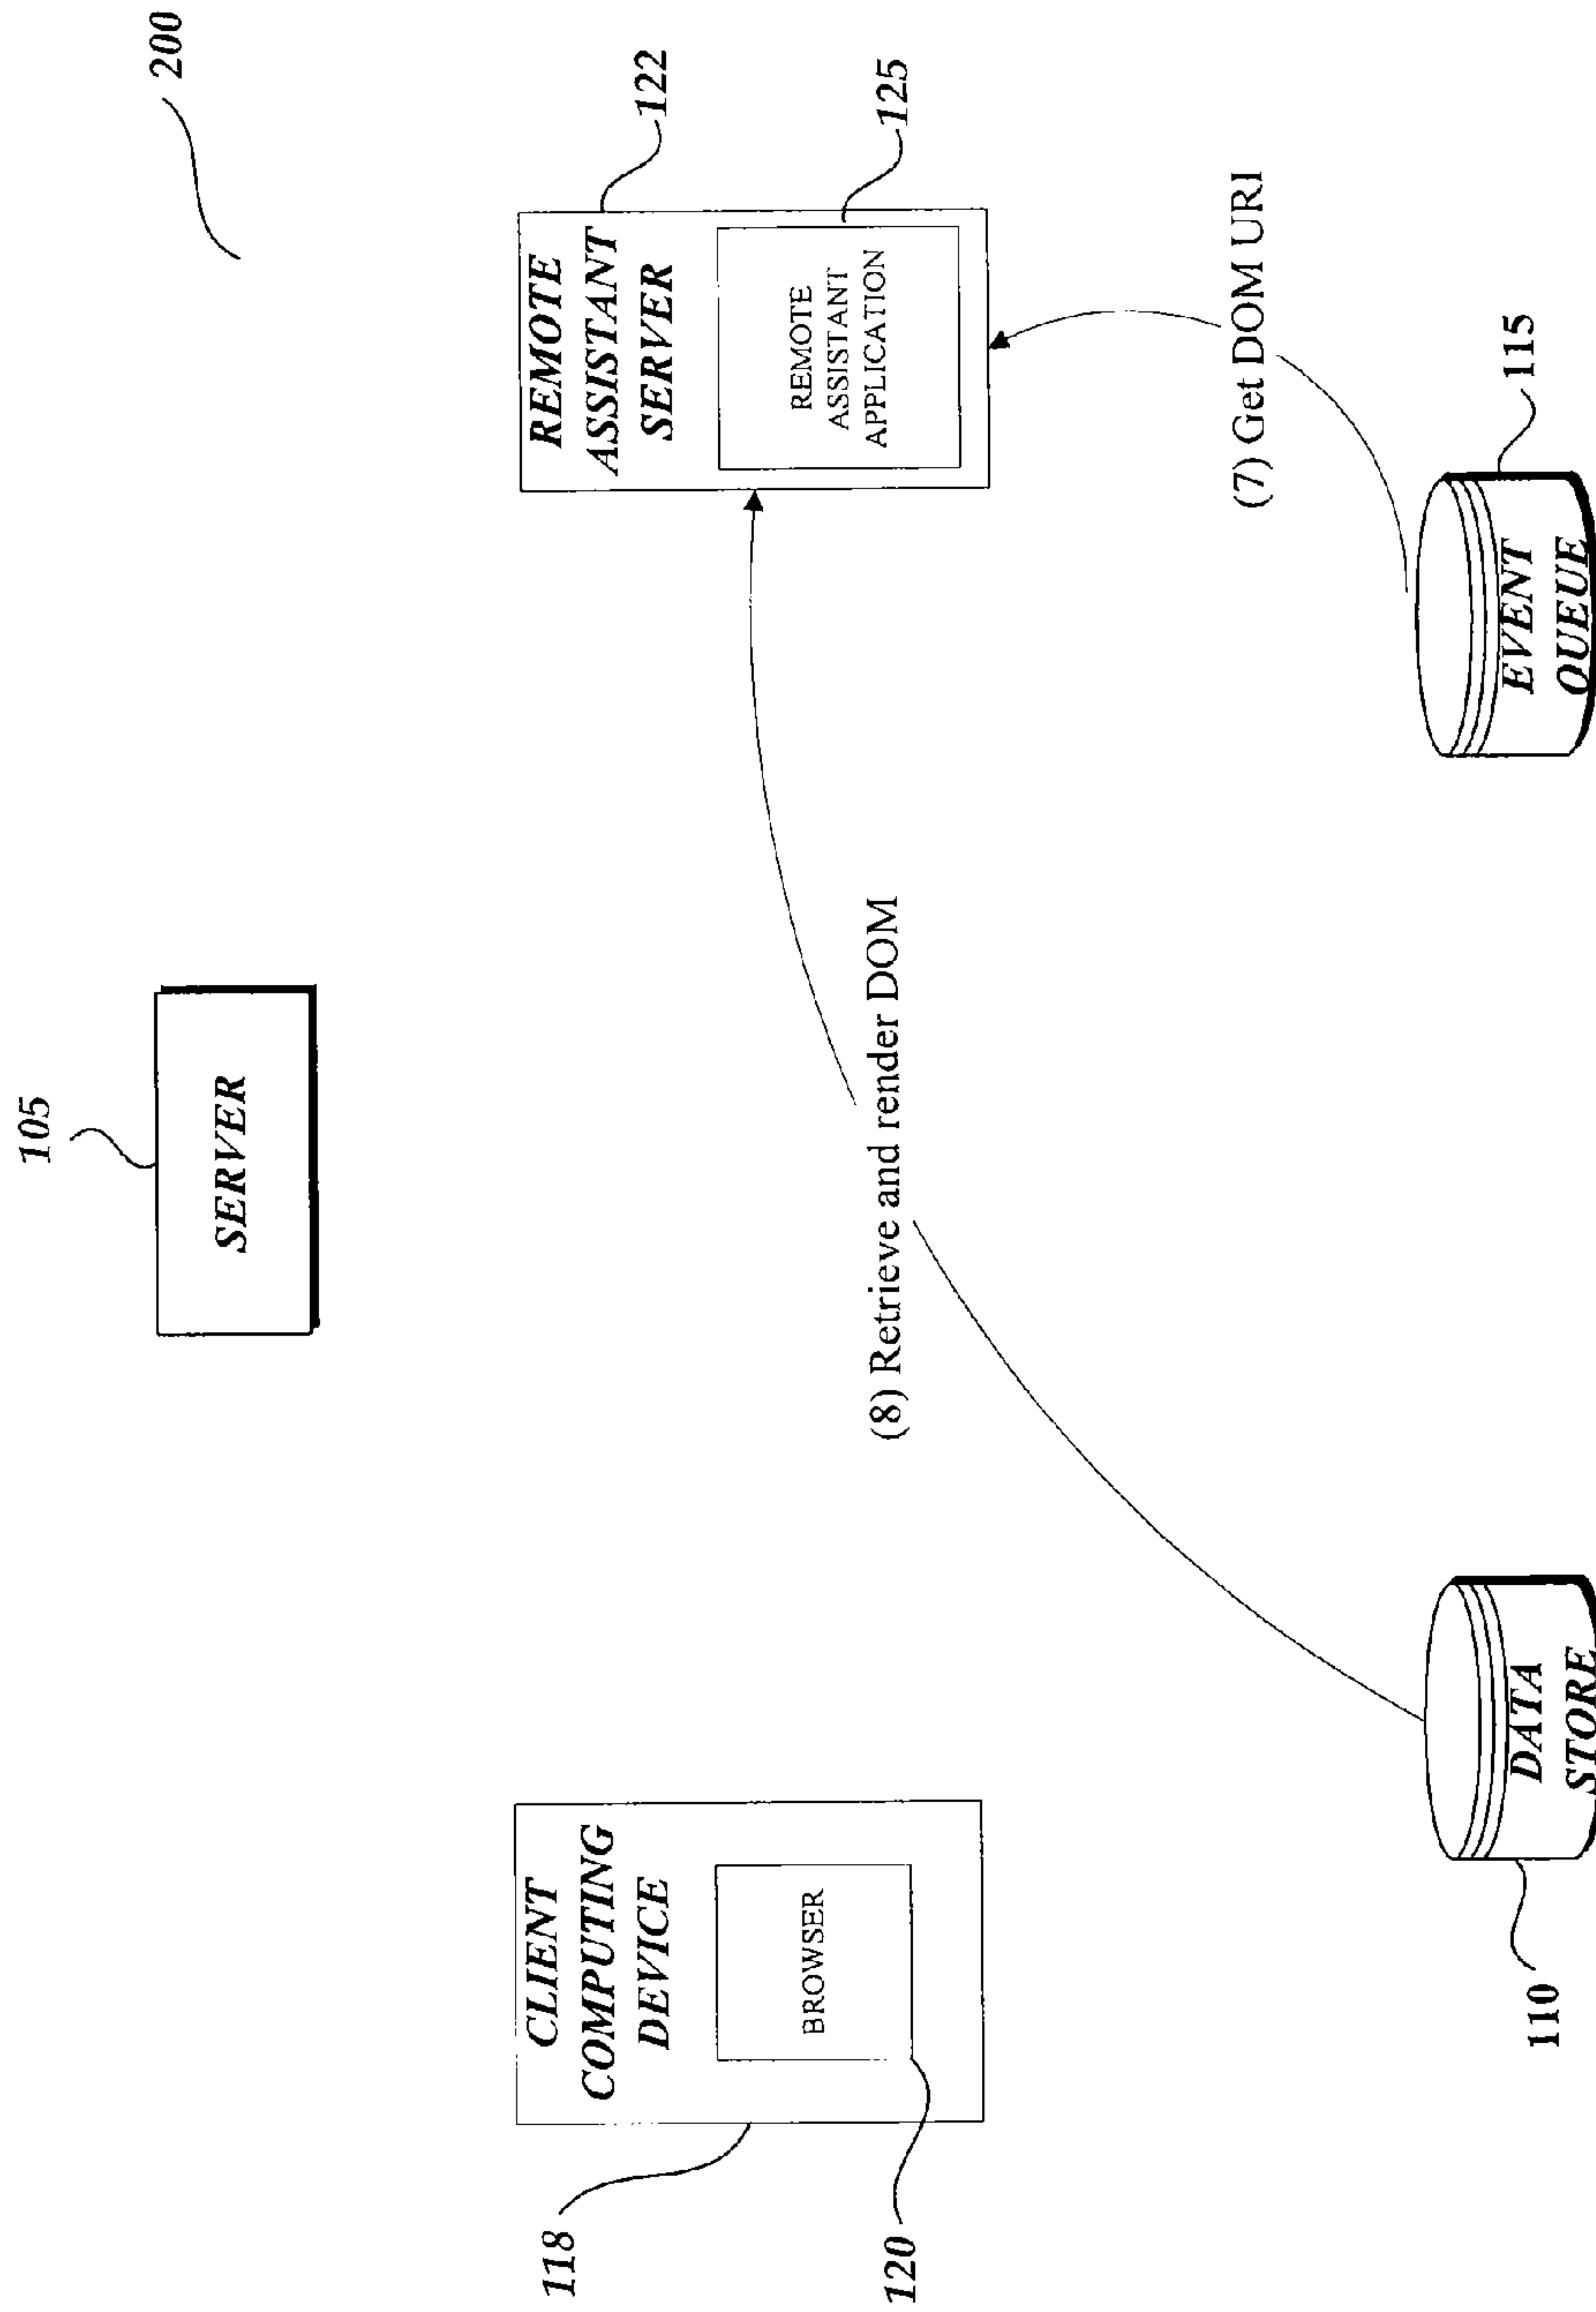 200
105
SERVER
118
CLIENT
COMPUTING
DEVICE
BROWSER
120
REMOTE
ASSISTANT
SERVER
122
REMOTE
ASSISTANT
APPLICATION
125
(8) Retrieve and render DOM
(7) Get DOM URI
110
DATA
STORE
EVENT
QUEUE
115